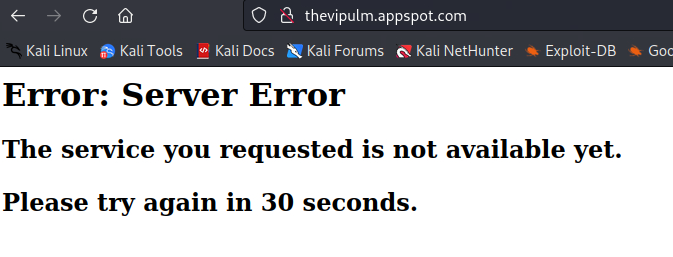 thevipulm.appspot.com
Kali Linux Kali Tools Kali Docs Kali Forums Kali NetHunter Exploit-DB
Error: Server Error
The service you requested is not available yet.
Please try again in 30 seconds.